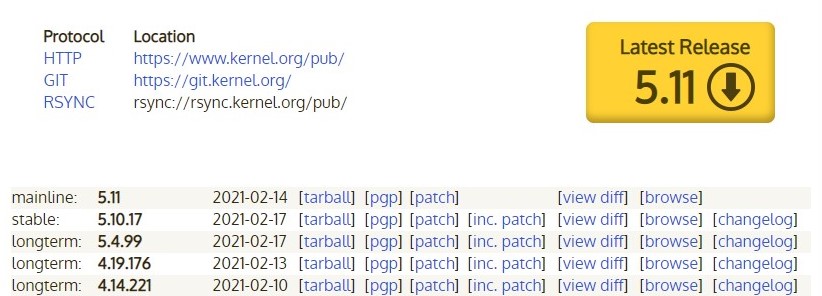 Protocol Location
HTTP https://www.kernel.org/pub/
GIT https://git.kernel.org/
RSYNC rsync://rsync.kernel.org/pub/
Latest Release
5.11
mainline: 5.11 2021-02-14 [tarball] [pgp] [patch] [view diff] [browse]
stable: 5.10.17 2021-02-17 [tarball] [pgp] [patch] [inc. patch] [view diff] [browse] [changelog]
longterm: 5.4.99 2021-02-17 [tarball] [pgp] [patch] [inc. patch] [view diff] [browse] [changelog]
longterm: 4.19.176 2021-02-13 [tarball] [pgp] [patch] [inc. patch] [view diff] [browse] [changelog]
longterm: 4.14.221 2021-02-10 [tarball] [pgp] [patch] [inc. patch] [view diff] [browse] [changelog]